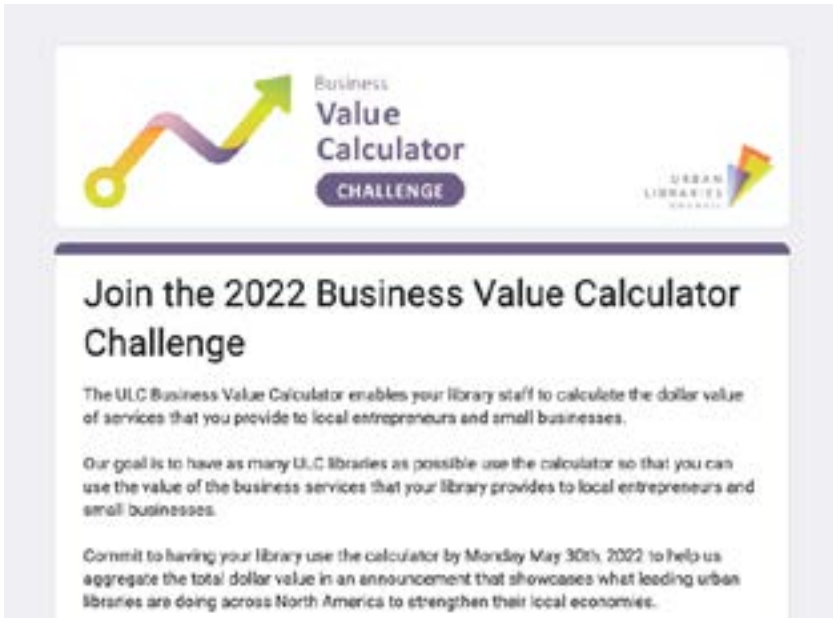 Business
Value
Calculator
CHALLENGE
URBAN
LIBRARIES
COUNCIL
Join the 2022 Business Value Calculator
Challenge
The ULC Business Value Calculator enables your library staff to calculate the dollar value
of services that you provide to local entrepreneurs and small businesses.
Our goal is to have as many ULC libraries as possible use the calculator so that you can
use the value of the business services that your library provides to local entrepreneurs and
small businesses.
Commit to having your library use the calculator by Monday May 30th, 2022 to help us
aggregate the total dollar value in an announcement that showcases what leading urban
libraries are doing across North America to strengthen their local economies.